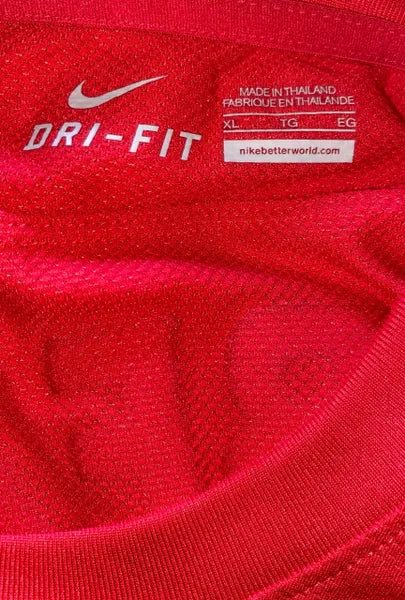 DRI-FIT
MADE IN THAILAND
FABRIQUE EN THAILANDE
XL TG EG
nikebetterworld.com